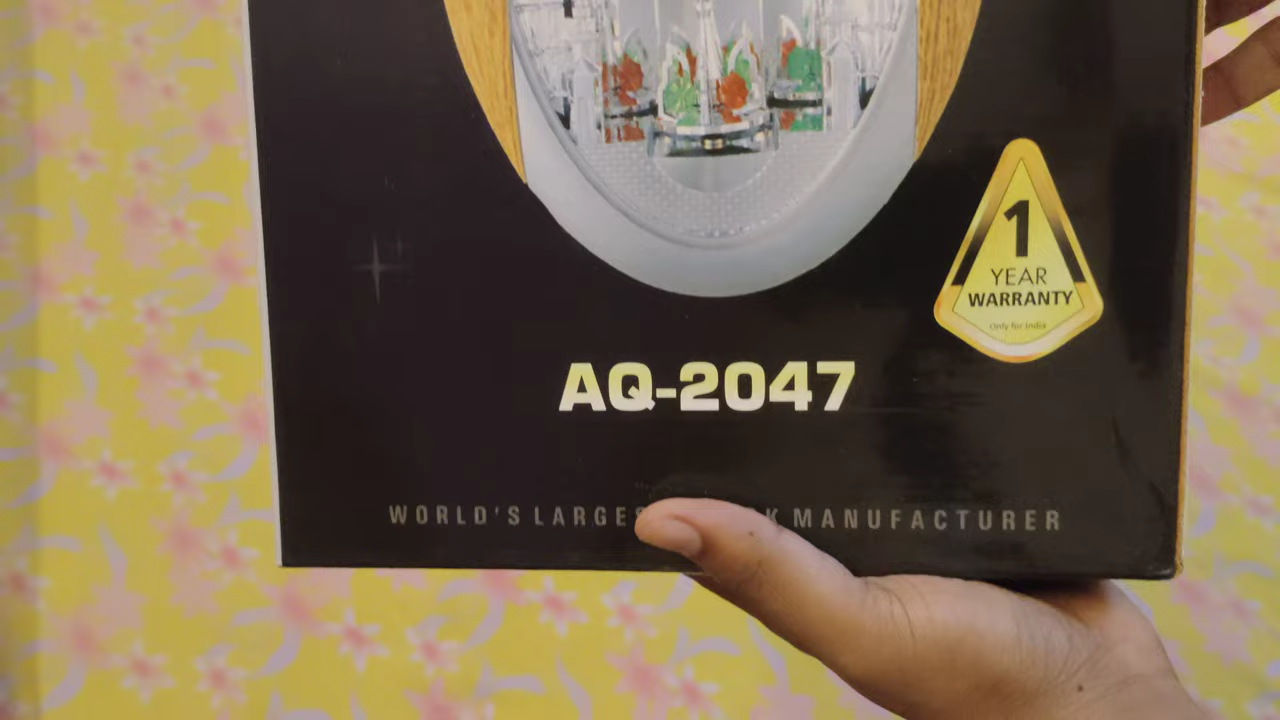 1
YEAR
WARRANTY
Only for India
AQ-2047
WORLD'S LARGES K MANUFACTURER